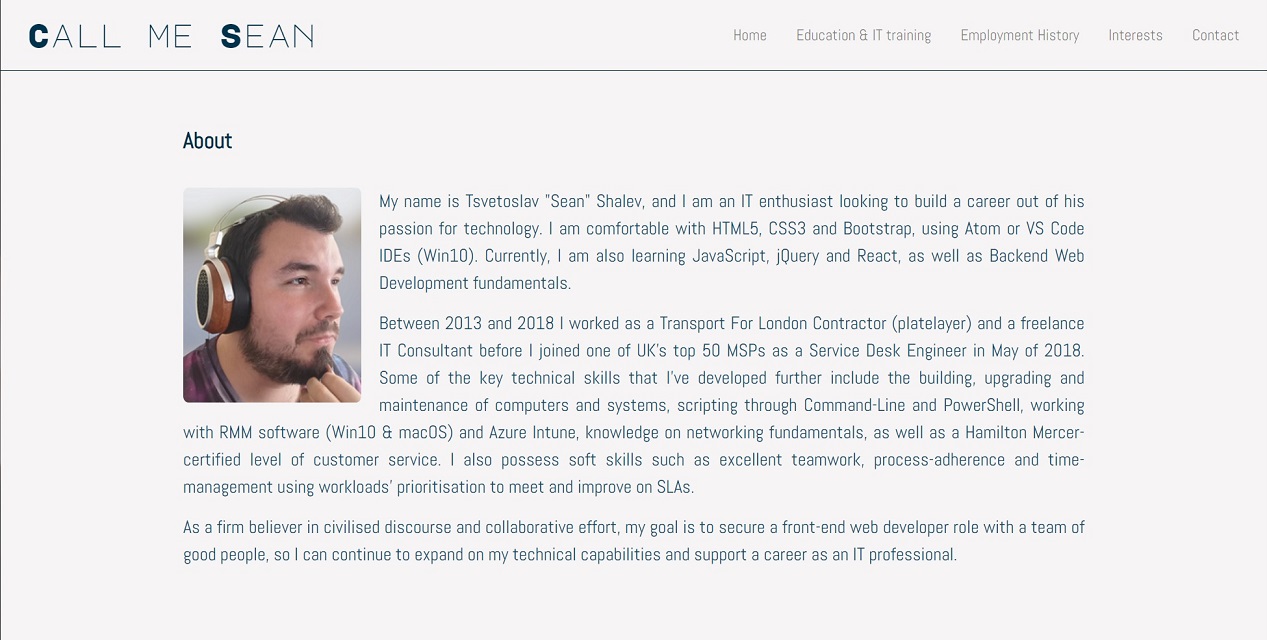 CALL ME SEAN
Home Education & IT training Employment History Interests Contact
About
My name is Tsvetoslav "Sean" Shalev, and I am an IT enthusiast looking to build a career out of his
passion for technology. I am comfortable with HTML5, CSS3 and Bootstrap, using Atom or VS Code
IDEs (Win10). Currently, I am also learning JavaScript, jQuery and React, as well as Backend Web
Development fundamentals.
Between 2013 and 2018 I worked as a Transport For London Contractor (platelayer) and a freelance
IT Consultant before I joined one of UK's top 50 MSPs as a Service Desk Engineer in May of 2018.
Some of the key technical skills that I've developed further include the building, upgrading and
maintenance of computers and systems, scripting through Command-Line and PowerShell, working
with RMM software (Win10 & macOS) and Azure Intune, knowledge on networking fundamentals, as well as a Hamilton Mercer-
certified level of customer service. I also possess soft skills such as excellent teamwork, process-adherence and time-
management using workloads' prioritisation to meet and improve on SLAs.
As a firm believer in civilised discourse and collaborative effort, my goal is to secure a front-end web developer role with a team of
good people, so I can continue to expand on my technical capabilities and support a career as an IT professional.